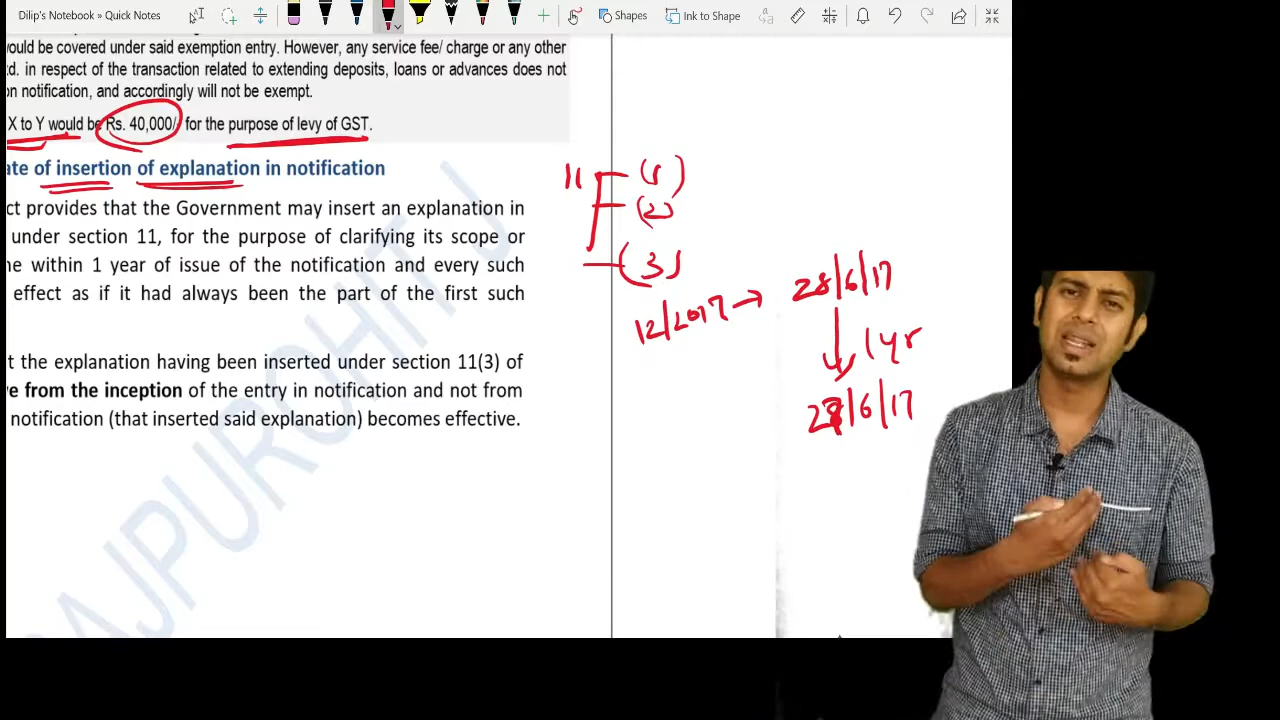 Dilip's Notebook » Quick Notes
Shapes
Ink to Shape
would be covered under said exemption entry. However, any service fee/ charge or any other
td. in respect of the transaction related to extending deposits, loans or advances does not
on notification, and accordingly will not be exempt.
X to Y would be Rs. 40,000/- for the purpose of levy of GST.
ate of insertion of explanation in notification
ct provides that the Government may insert an explanation in
under section 11, for the purpose of clarifying its scope or
ne within 1 year of issue of the notification and every such
effect as if it had always been the part of the first such
t the explanation having been inserted under section 11(3) of
ve from the inception of the entry in notification and not from
notification (that inserted said explanation) becomes effective.
11 (1)
(2)
(3)
12/2017 → 28/6/17
1 yr
28/6/17
AJPUROHIT J